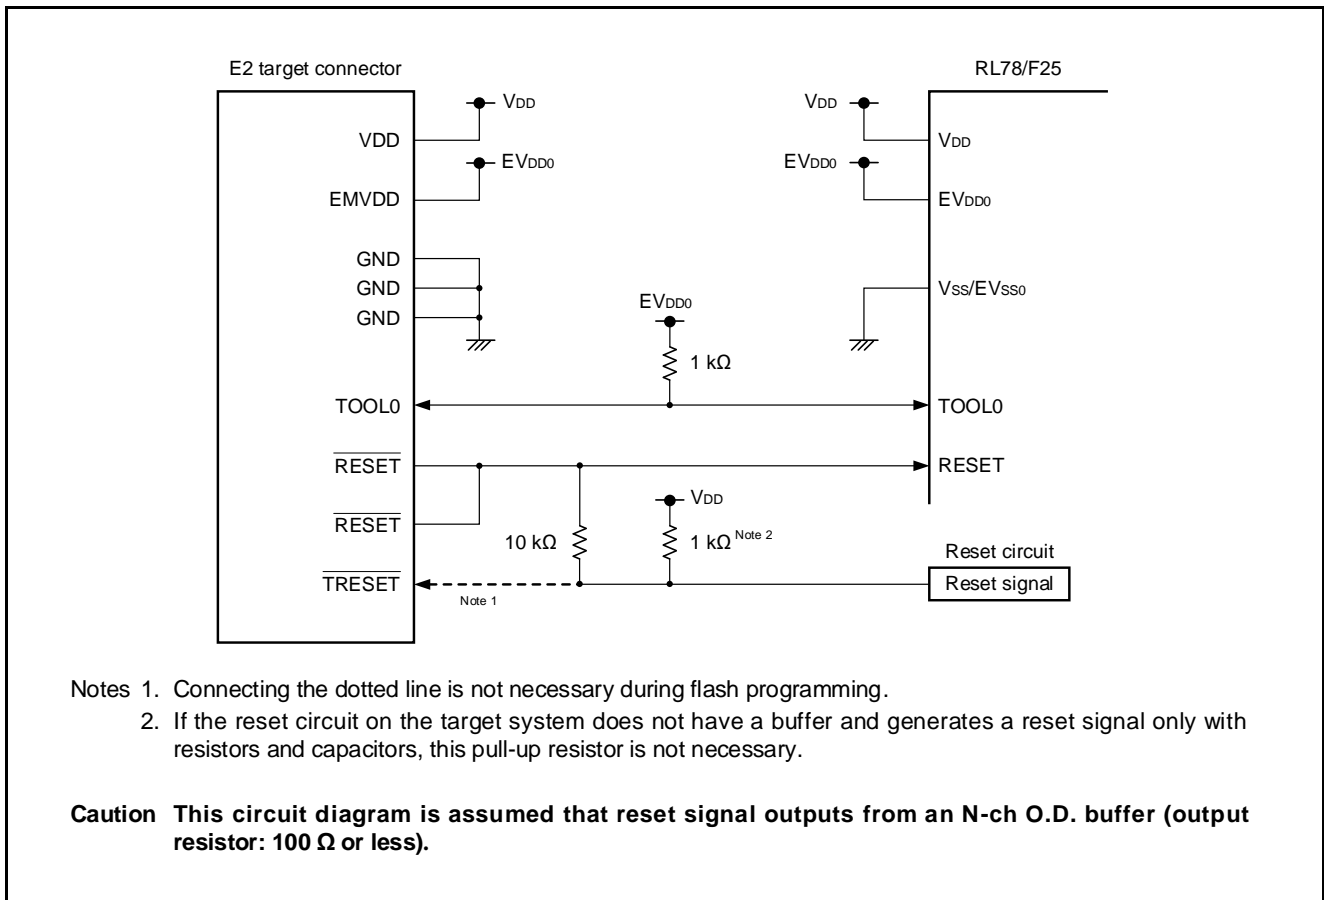 E2 target connector
RL78/F25
VDD
VDD
VDD
VDD
EVDD0
EVDD0
EMVDD
EVDD0
GND
GND
GND
EVDD0
VSS/EVSS0
1 kΩ
TOOL0
TOOL0
RESET
RESET
VDD
RESET
10 kΩ
1 kΩ Note 2
Reset circuit
TRESET
Reset signal
Note 1
Notes 1. Connecting the dotted line is not necessary during flash programming.
2. If the reset circuit on the target system does not have a buffer and generates a reset signal only with
resistors and capacitors, this pull-up resistor is not necessary.
Caution This circuit diagram is assumed that reset signal outputs from an N-ch O.D. buffer (output
resistor: 100 Ω or less).